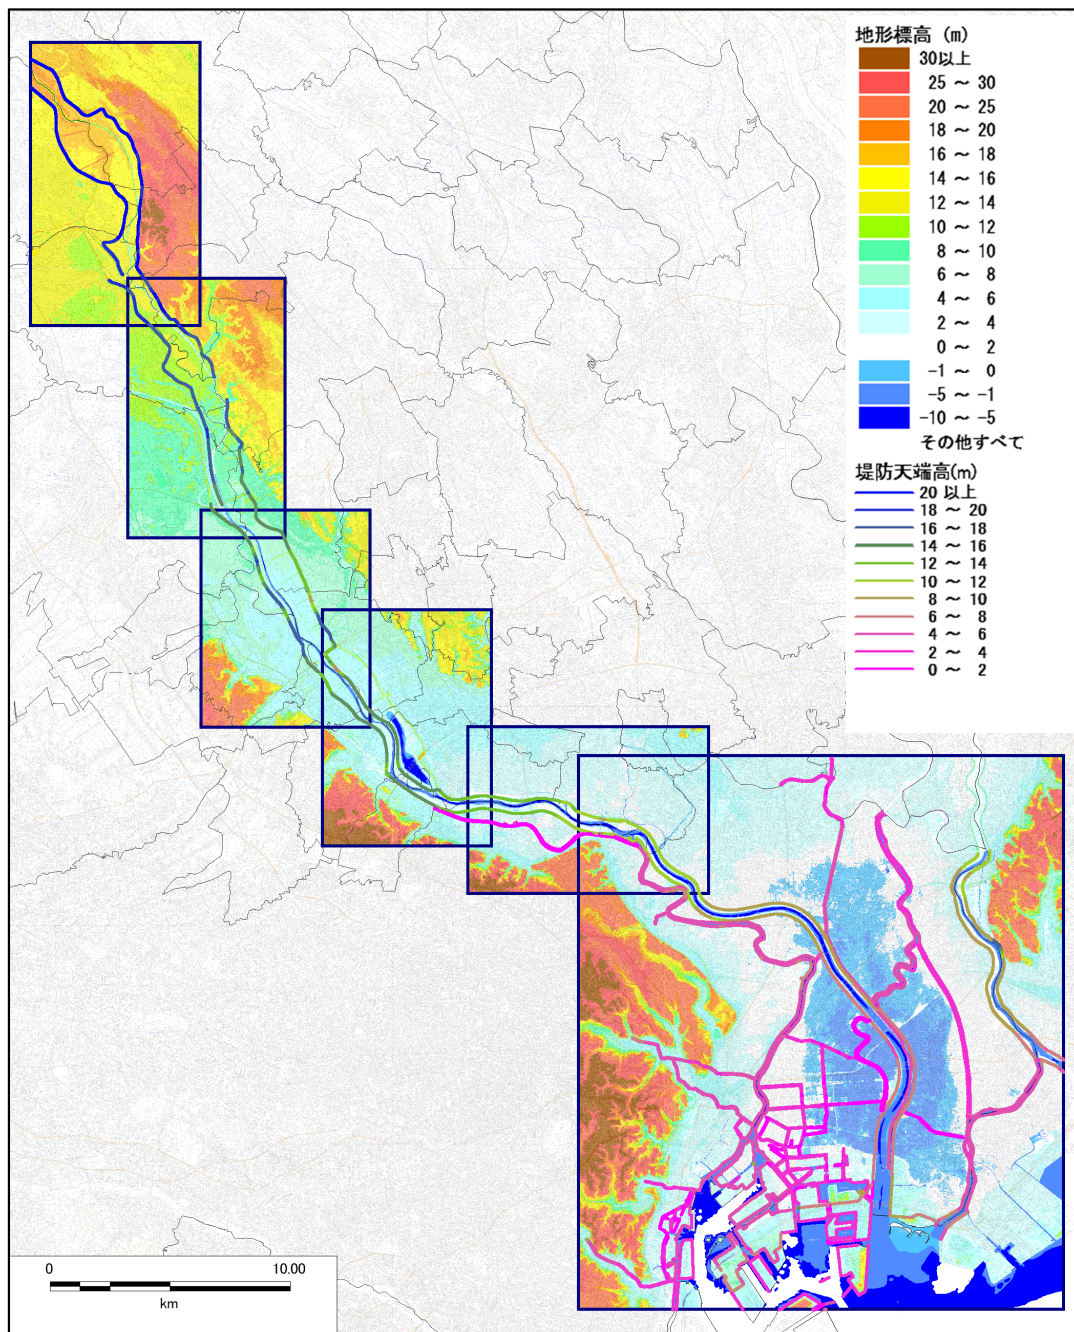 地形標高 (m)
30以上
25 ～ 30
20 ～ 25
18 ～ 20
16 ～ 18
14 ～ 16
12 ～ 14
10 ～ 12
8 ～ 10
6 ～ 8
4 ～ 6
2 ～ 4
0 ～ 2
-1 ～ 0
-5 ～ -1
-10 ～ -5
その他すべて
堤防天端高(m)
20 以上
18 ～ 20
16 ～ 18
14 ～ 16
12 ～ 14
10 ～ 12
8 ～ 10
6 ～ 8
4 ～ 6
2 ～ 4
0 ～ 2
0 10.00
km